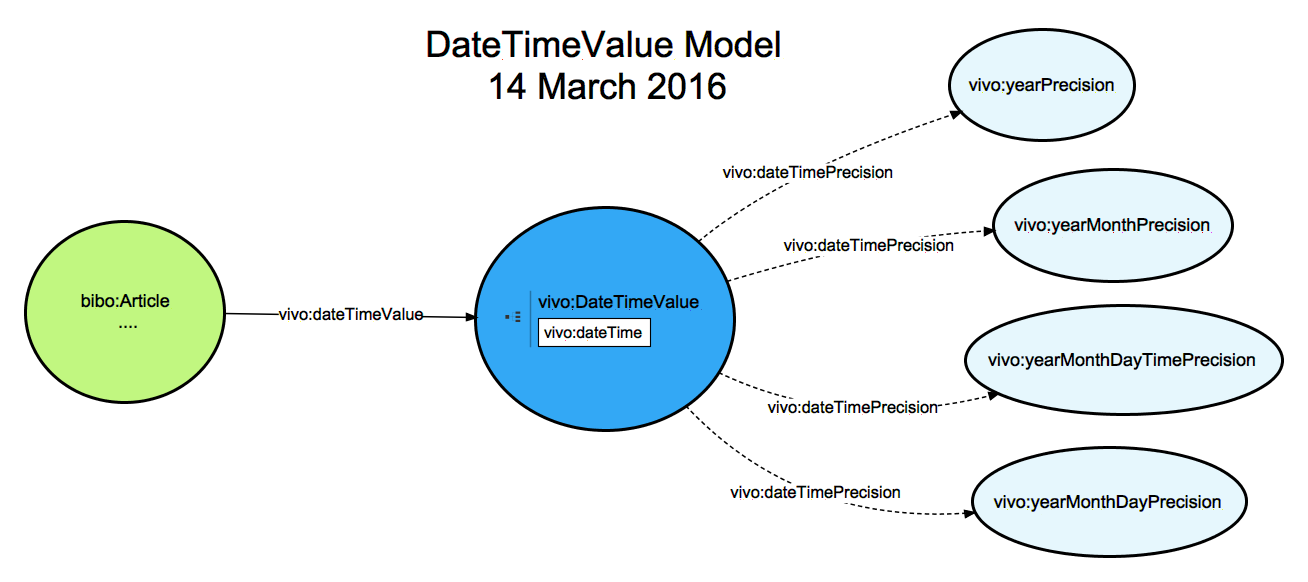 DateTimeValue Model
14 March 2016
bibo:Article
....
vivo:dateTimeValue
vivo:DateTimeValue
vivo:dateTime
vivo:dateTimePrecision
vivo:yearPrecision
vivo:dateTimePrecision
vivo:yearMonthPrecision
vivo:dateTimePrecision
vivo:yearMonthDayTimePrecision
vivo:dateTimePrecision
vivo:yearMonthDayPrecision